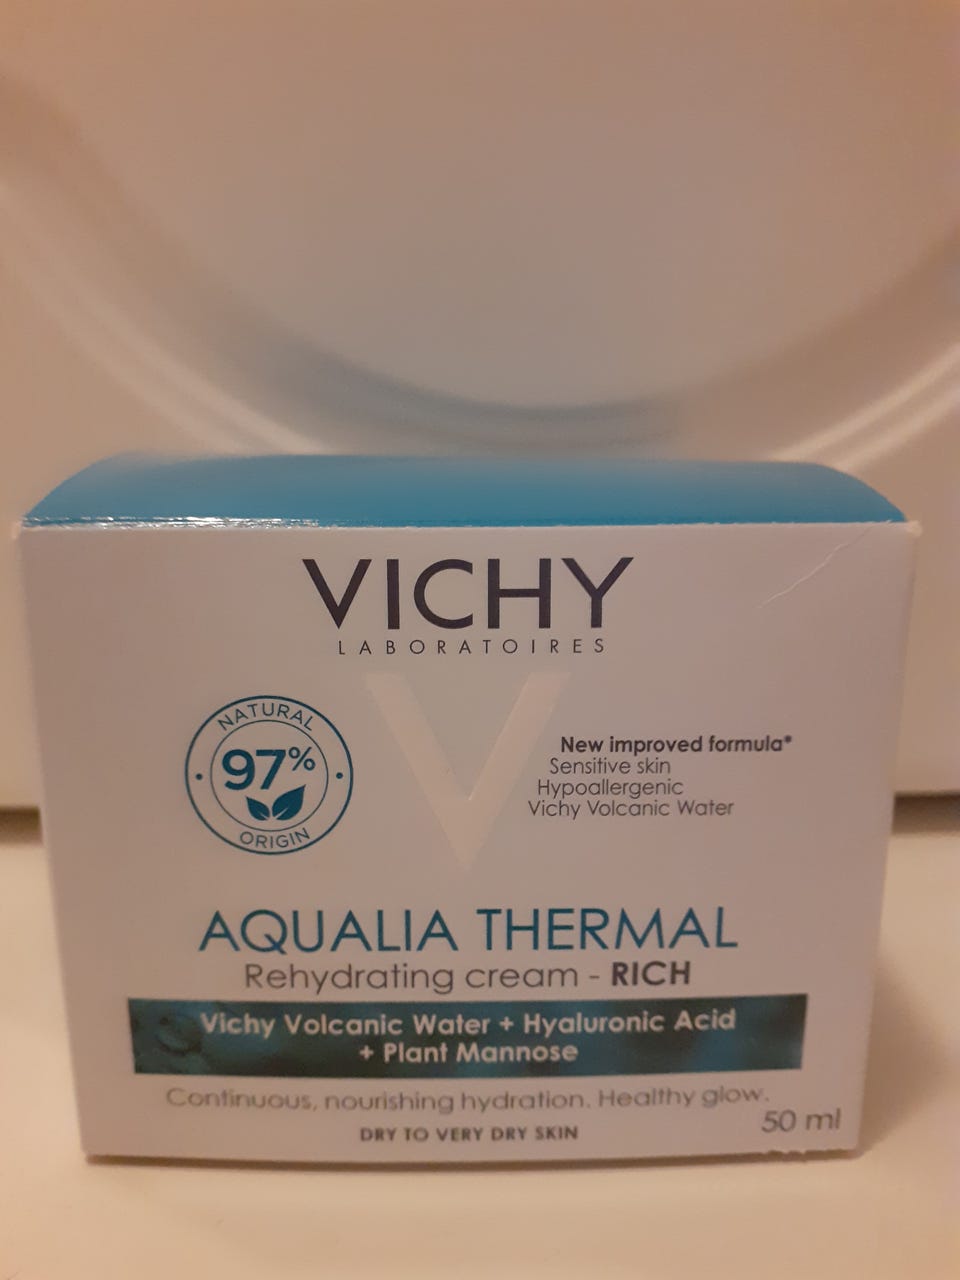 VICHY
LABORATOIRES
NATURAL
97%
ORIGIN
New improved formula*
Sensitive skin
Hypoallergenic
Vichy Volcanic Water
AQUALIA THERMAL
Rehydrating cream - RICH
Vichy Volcanic Water + Hyaluronic Acid
+ Plant Mannose
Continuous, nourishing hydration. Healthy glow.
50 ml
DRY TO VERY DRY SKIN